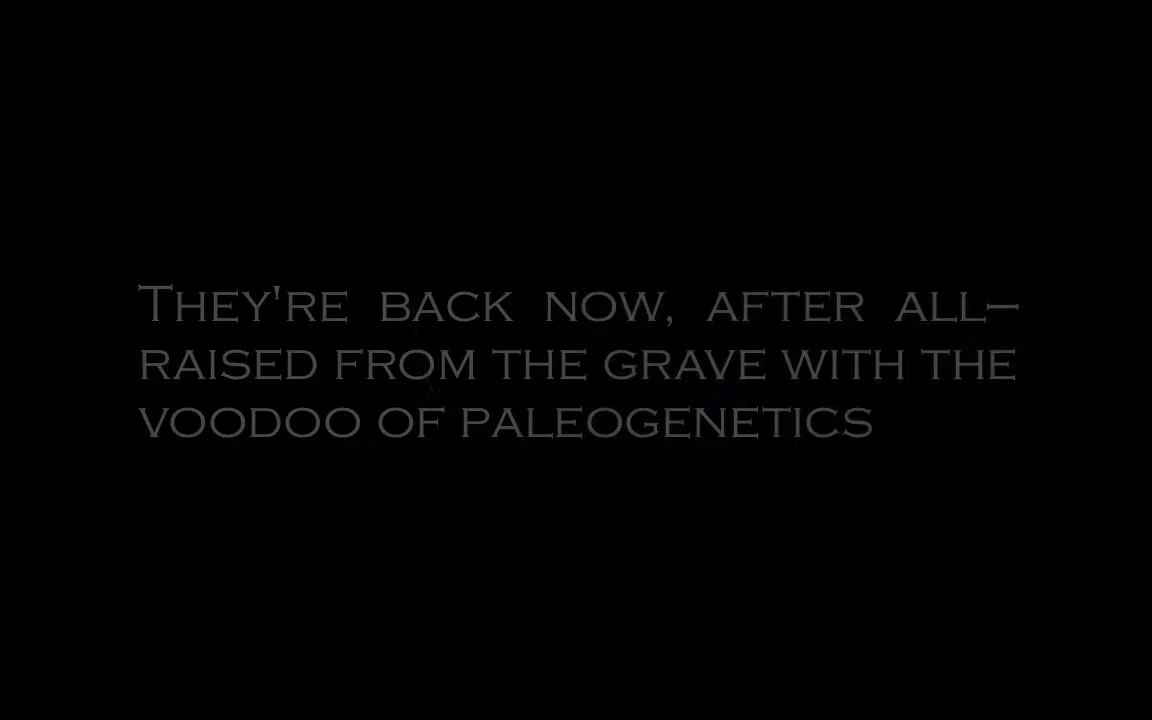 They're back now, after all—
raised from the grave with the
voodoo of paleogenetics